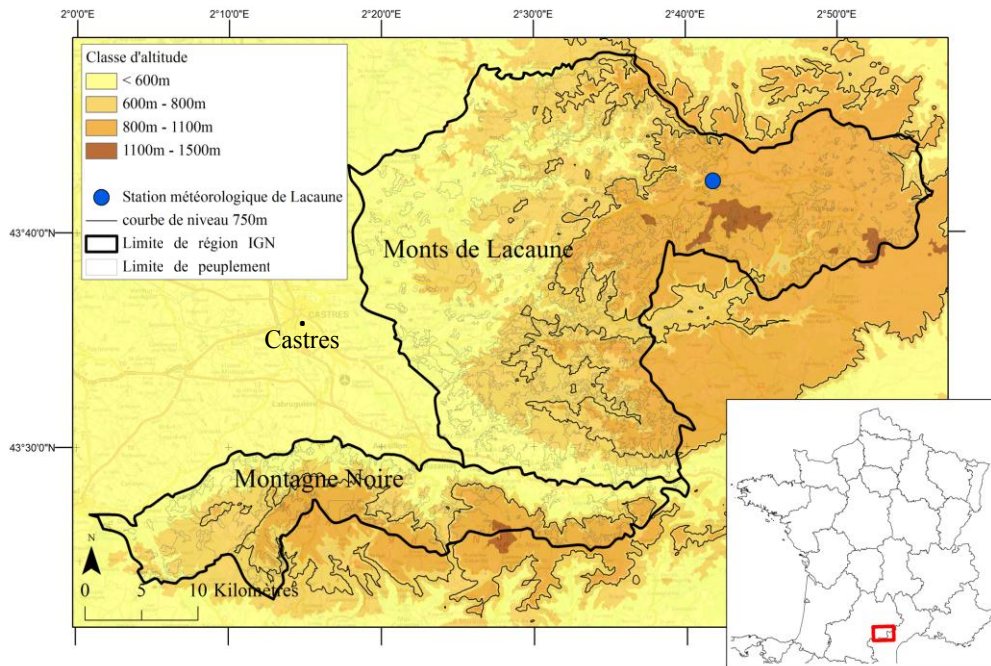 2°0'0"E 2°10'0"E 2°20'0"E 2°30'0"E 2°40'0"E 2°50'0"E
Classe d'altitude
< 600m
600m - 800m
800m - 1100m
1100m - 1500m
Station météorologique de Lacaune
courbe de niveau 750m
Limite de région IGN
Limite de peuplement
43°40'0"N
Monts de Lacaune
CASTRES
Castres
Labruguière
43°30'0"N
Montagne Noire
N
0 5 10 Kilomètres